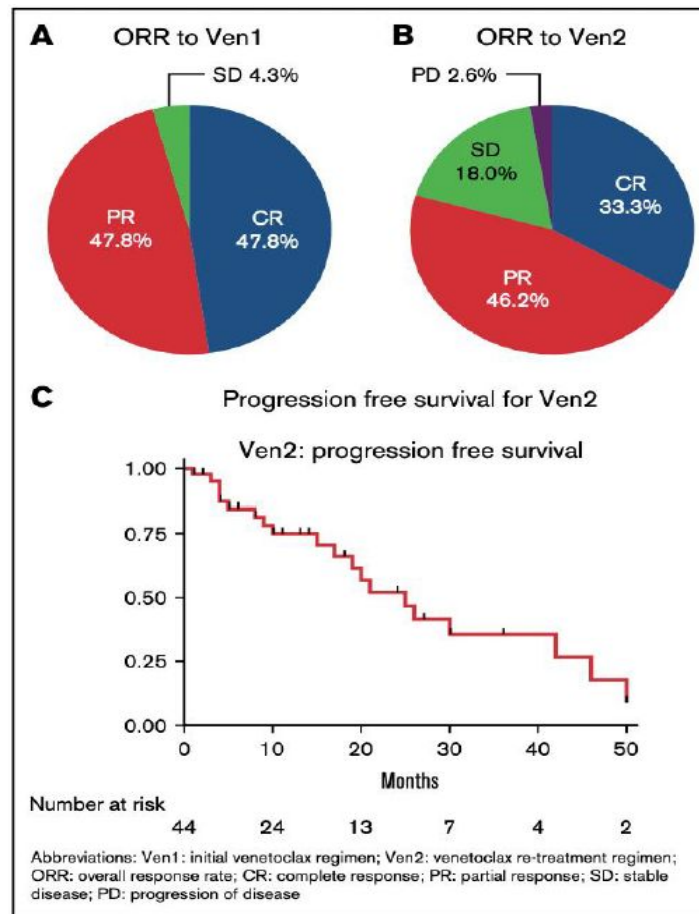 A ORR to Ven1
SD 4.3%
PR
47.8%
CR
47.8%
B ORR to Ven2
PD 2.6%
SD
18.0%
CR
33.3%
PR
46.2%
C Progression free survival for Ven2
Ven2: progression free survival
1.00
0.75
0.50
0.25
0.00
0 10 20 30 40 50
Months
Number at risk
44 24 13 7 4 2
Abbreviations: Ven1: initial venetoclax regimen; Ven2: venetoclax re-treatment regimen;
ORR: overall response rate; CR: complete response; PR: partial response; SD: stable
disease; PD: progression of disease